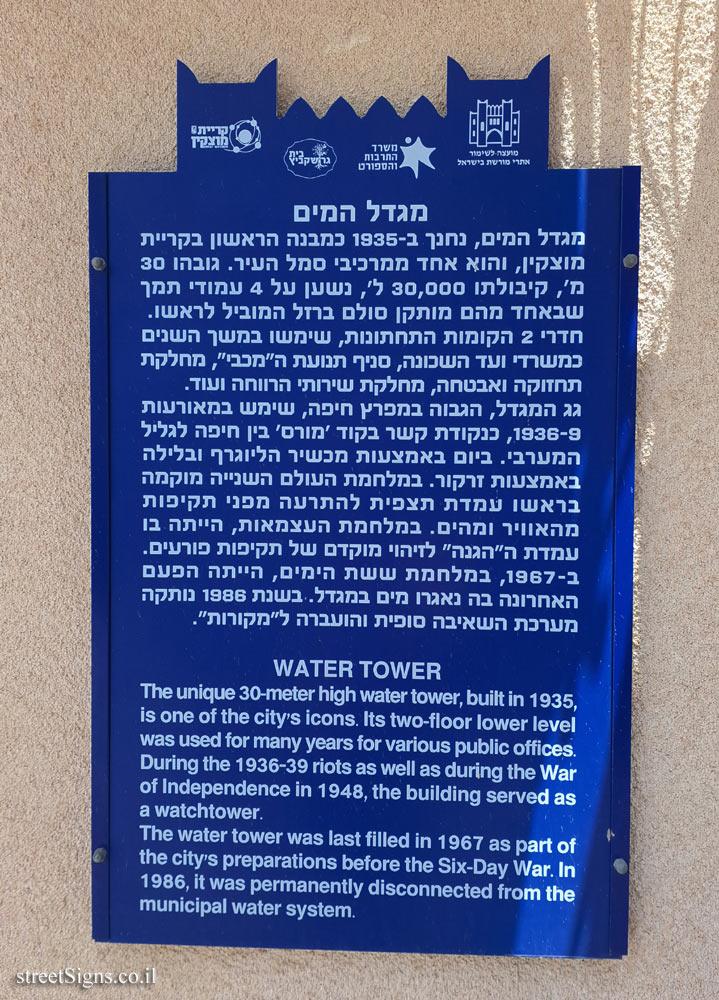 קריית
מוצקין
בית
גרושקביץ
משרד
התרבות
והספורט
מועצה לשימור
אתרי מורשת בישראל
מגדל המים
מגדל המים, נחנך ב-1935 כמבנה הראשון בקריית
מוצקין, והוא אחד ממרכיבי סמל העיר. גובהו 30
מ', קיבולתו 30,000 ל', נשען על 4 עמודי תמך
שבאחד מהם מותקן סולם ברזל המוביל לראשו.
חדרי 2 הקומות התחתונות, שימשו במשך השנים
כמשרדי ועד השכונה, סניף תנועת ה"מכבי", מחלקת
תחזוקה ואבטחה, מחלקת שירותי הרווחה ועוד.
גג המגדל, הגבוה במפרץ חיפה, שימש במאורעות
1936-9, כנקודת קשר בקוד 'מורס' בין חיפה לגליל
המערבי. ביום באמצעות מכשיר הליוגרף ובלילה
באמצעות זרקור. במלחמת העולם השנייה מוקמה
בראשו עמדת תצפית להתרעה מפני תקיפות
מהאוויר ומהים. במלחמת העצמאות, הייתה בו
עמדת ה"הגנה" לזיהוי מוקדם של תקיפות פורעים.
ב-1967, במלחמת ששת הימים, הייתה הפעם
האחרונה בה נאגרו מים במגדל. בשנת 1986 נותקה
מערכת השאיבה סופית והועברה ל"מקורות".
WATER TOWER
The unique 30-meter high water tower, built in 1935,
is one of the city's icons. Its two-floor lower level
was used for many years for various public offices.
During the 1936-39 riots as well as during the War
of Independence in 1948, the building served as
a watchtower.
The water tower was last filled in 1967 as part of
the city's preparations before the Six-Day War. In
1986, it was permanently disconnected from the
municipal water system.
streetSigns.co.il